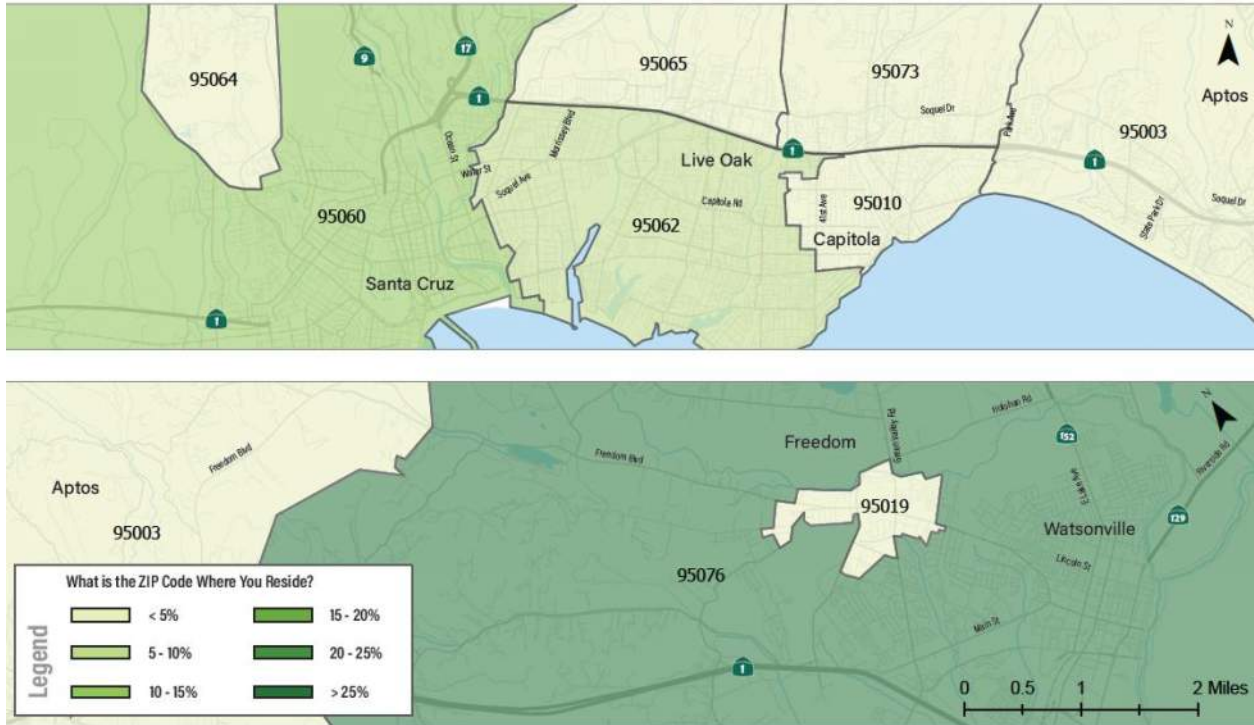 N
9
17
95064
95065
95073
Aptos
1
Soquel Dr
Park Ave
95003
Morrissey Blvd
Ocean St
Live Oak
1
1
Water St
Soquel Ave
95060
95062
Capitola Rd
41st Ave
95010
State Park Dr
Soquel Dr
Capitola
Santa Cruz
1
N
Holohan Rd
Freedom
Green Valley Rd
152
Riverside Rd
Freedom Blvd
Freedom Blvd
E Lake Ave
Aptos
95019
129
95003
Watsonville
Lincoln St
95076
What is the ZIP Code Where You Reside?
Legend
< 5%
15 - 20%
5 - 10%
20 - 25%
10 - 15%
> 25%
Main St
1
0 0.5 1 2 Miles